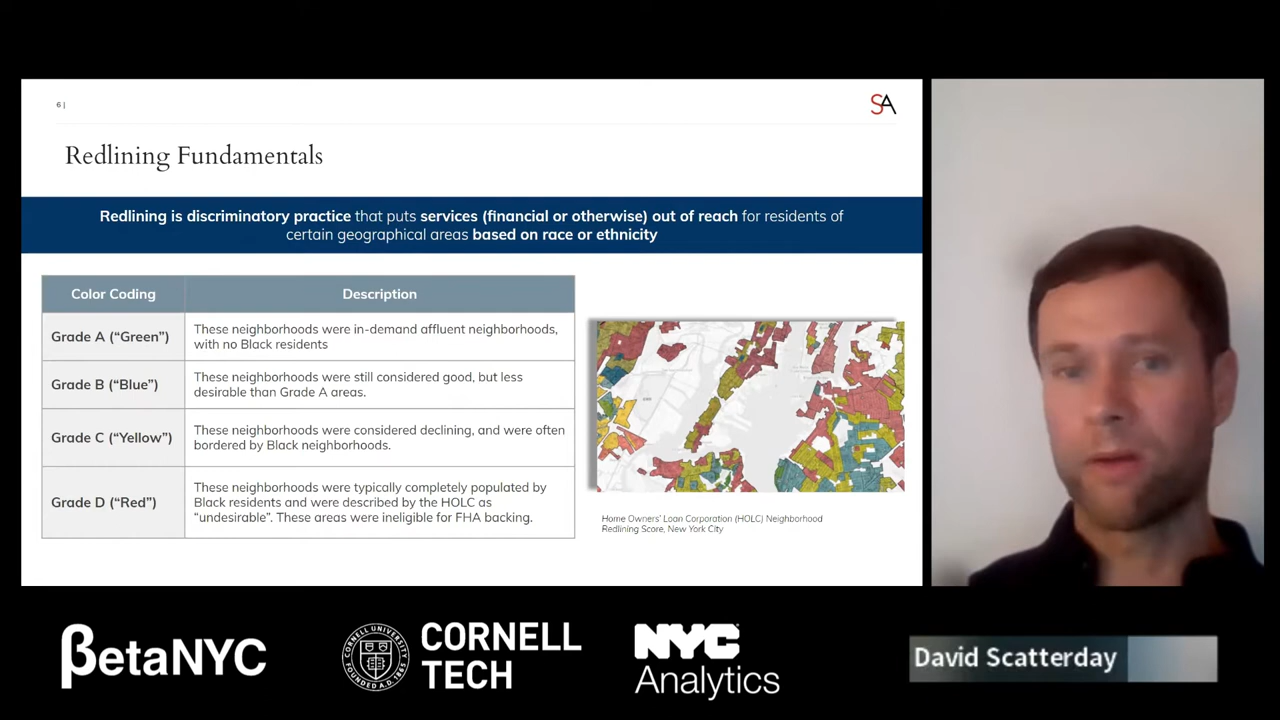 6 |
SA
Redlining Fundamentals
Redlining is discriminatory practice that puts services (financial or otherwise) out of reach for residents of
certain geographical areas based on race or ethnicity
Color Coding
Description
Grade A (“Green”)
These neighborhoods were in-demand affluent neighborhoods,
with no Black residents
Grade B (“Blue”)
These neighborhoods were still considered good, but less
desirable than Grade A areas.
Grade C (“Yellow”)
These neighborhoods were considered declining, and were often
bordered by Black neighborhoods.
Grade D (“Red”)
These neighborhoods were typically completely populated by
Black residents and were described by the HOLC as
“undesirable”. These areas were ineligible for FHA backing.
Home Owners' Loan Corporation (HOLC) Neighborhood
Redlining Score, New York City
βetaNYC
CORNELL
TECH
NYC
Analytics
David Scatterday